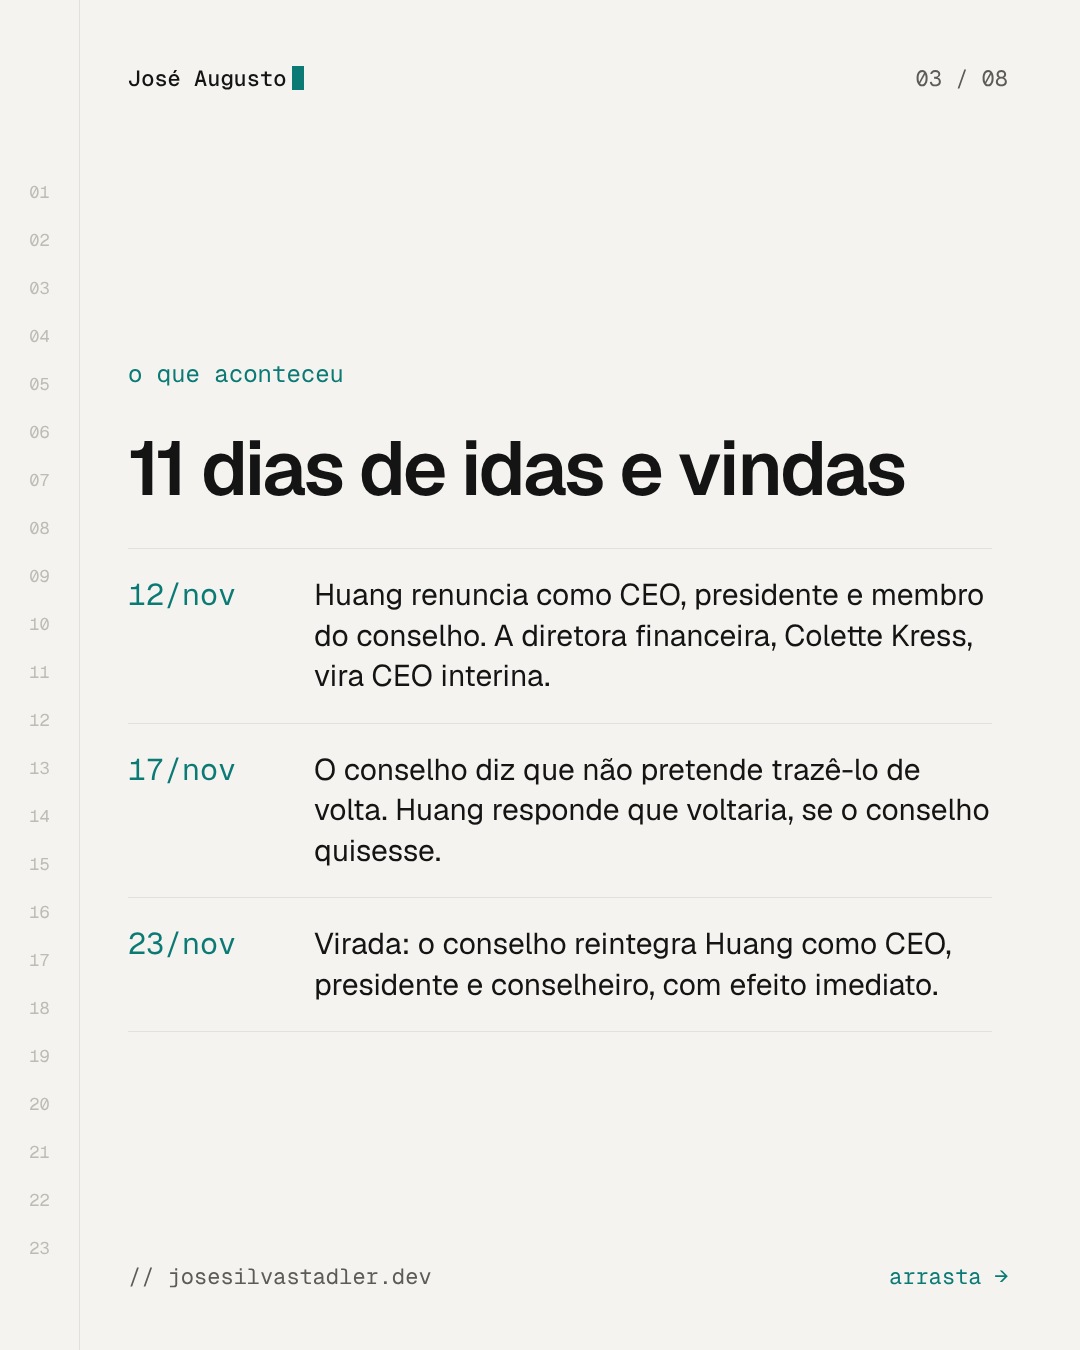 José Augusto
03 / 08
01
02
03
04
05
o que aconteceu
06
07
11 dias de idas e vindas
08
09
12/nov
Huang renuncia como CEO, presidente e membro
10
do conselho. A diretora financeira, Colette Kress,
11
vira CEO interina.
12
13
17/nov
O conselho diz que não pretende trazê-lo de
14
volta. Huang responde que voltaria, se o conselho
15
quisesse.
16
17
23/nov
Virada: o conselho reintegra Huang como CEO,
18
presidente e conselheiro, com efeito imediato.
19
20
21
22
23
// josesilvastadler.dev
arrasta →